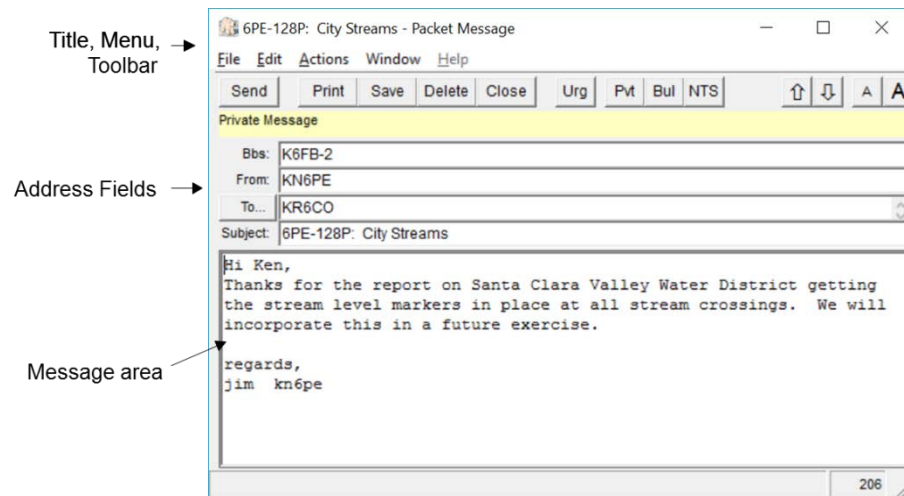 6PE-128P:  City Streams - Packet Message
Title, Menu,
Toolbar
File Edit Actions Window Help
Send Print Save Delete Close Urg Pvt Bul NTS A A
Private Message
Bbs: K6FB-2
Address Fields
From: KN6PE
To... KR6CO
Subject: 6PE-128P:  City Streams
Hi Ken,
Thanks for the report on Santa Clara Valley Water District getting
the stream level markers in place at all stream crossings.  We will
incorporate this in a future exercise.
Message area
regards,
jim  kn6pe
206